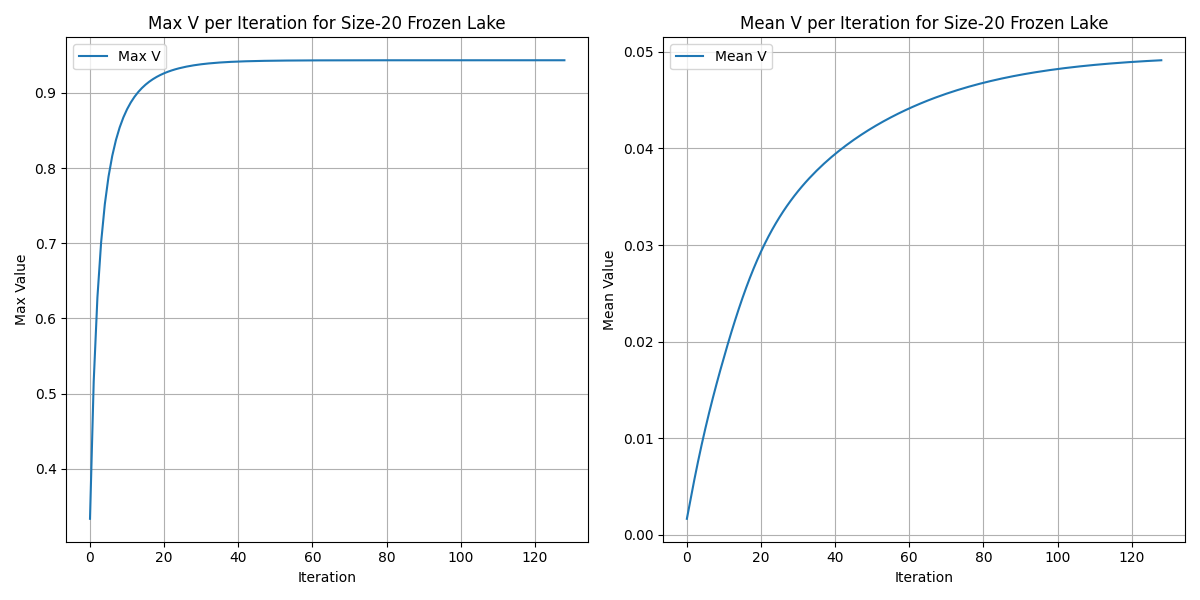 Max V per Iteration for Size-20 Frozen Lake
Max V
0.9
0.8
0.7
0.6
0.5
0.4
Max Value
0 20 40 60 80 100 120
Iteration
Mean V per Iteration for Size-20 Frozen Lake
Mean V
0.05
0.04
0.03
0.02
0.01
0.00
Mean Value
0 20 40 60 80 100 120
Iteration